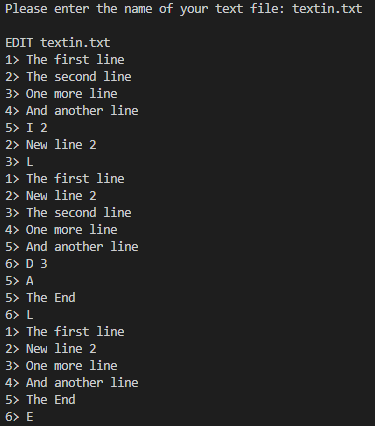 Please enter the name of your text file: textin.txt
EDIT textin.txt
1> The first line
2> The second line
3> One more line
4> And another line
5> I 2
2> New line 2
3> L
1> The first line
2> New line 2
3> The second line
4> One more line
5> And another line
6> D 3
5> A
5> The End
6> L
1> The first line
2> New line 2
3> One more line
4> And another line
5> The End
6> E